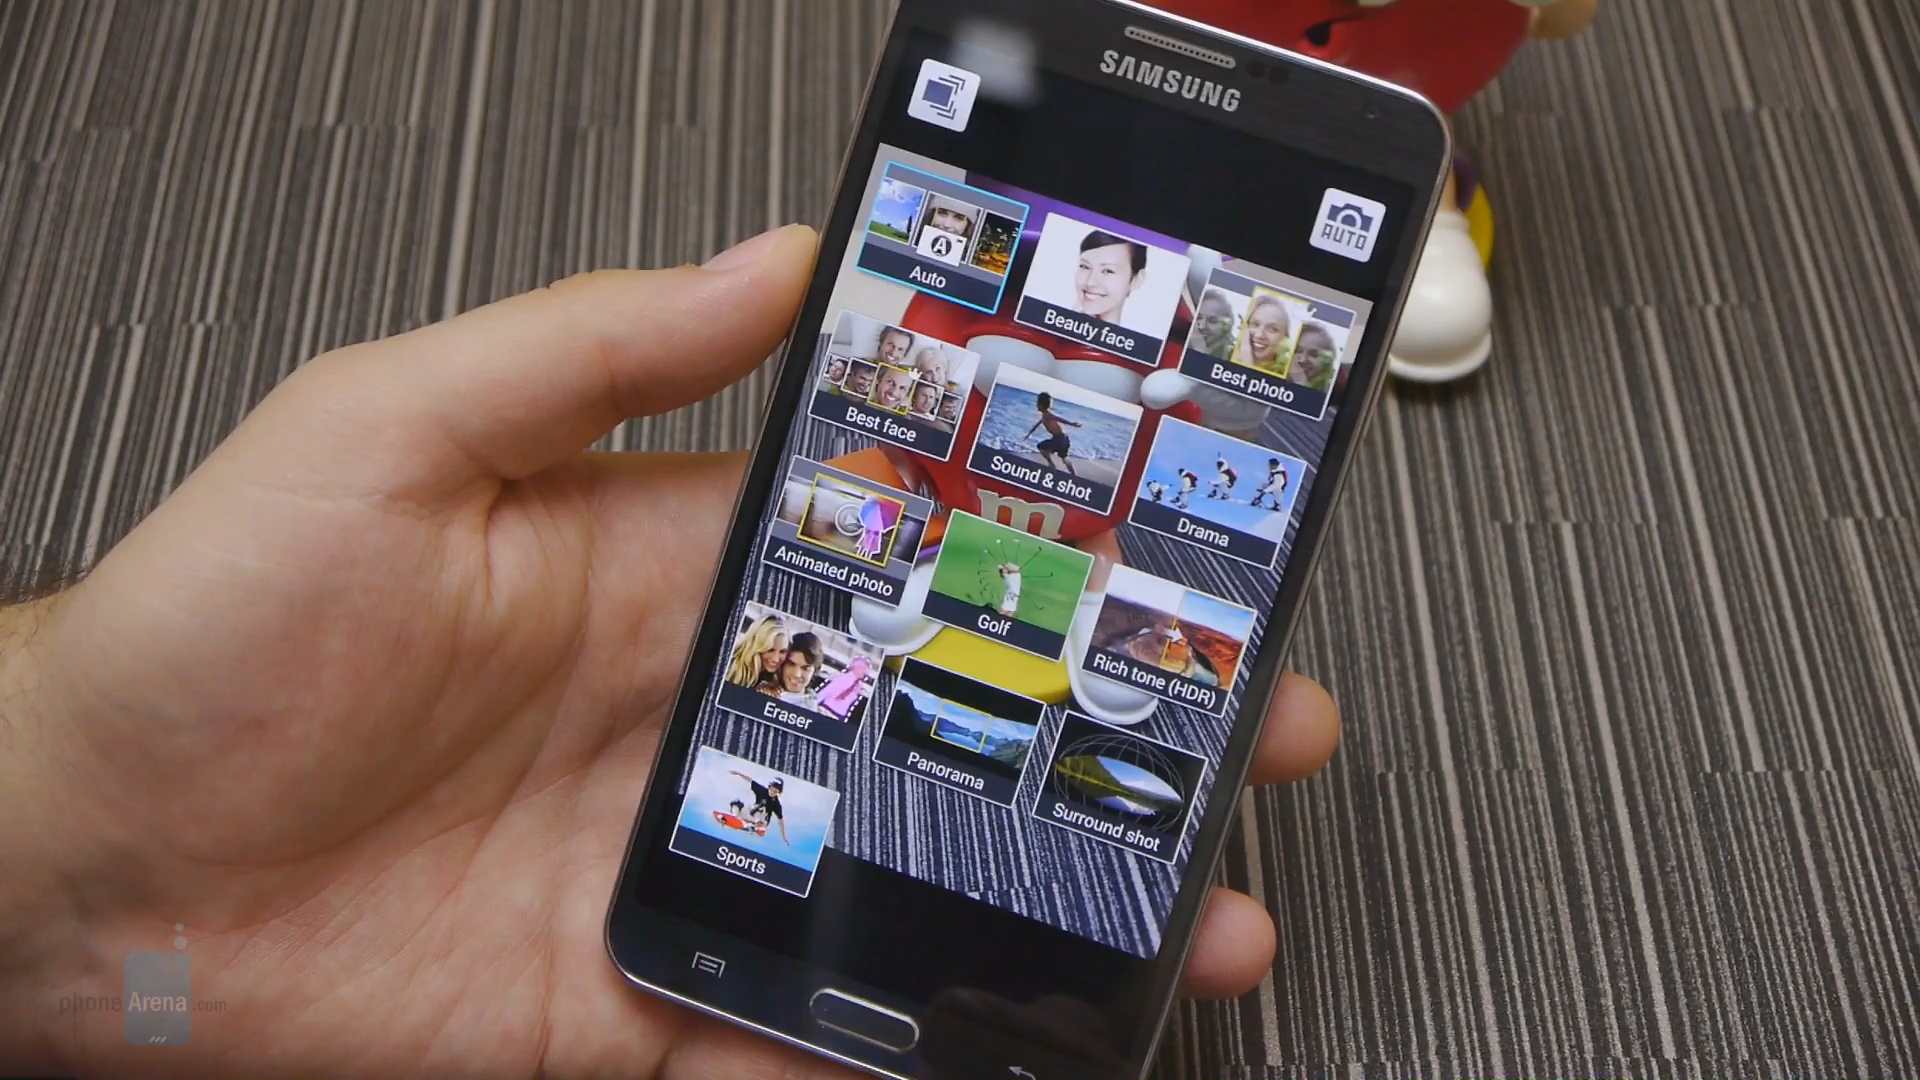 SAMSUNG
AUTO
A
Auto
Beauty face
Best photo
Best face
Sound & shot
Drama
m
Animated photo
Golf
Rich tone (HDR)
Eraser
Panorama
Surround shot
Sports
phoneArena.com